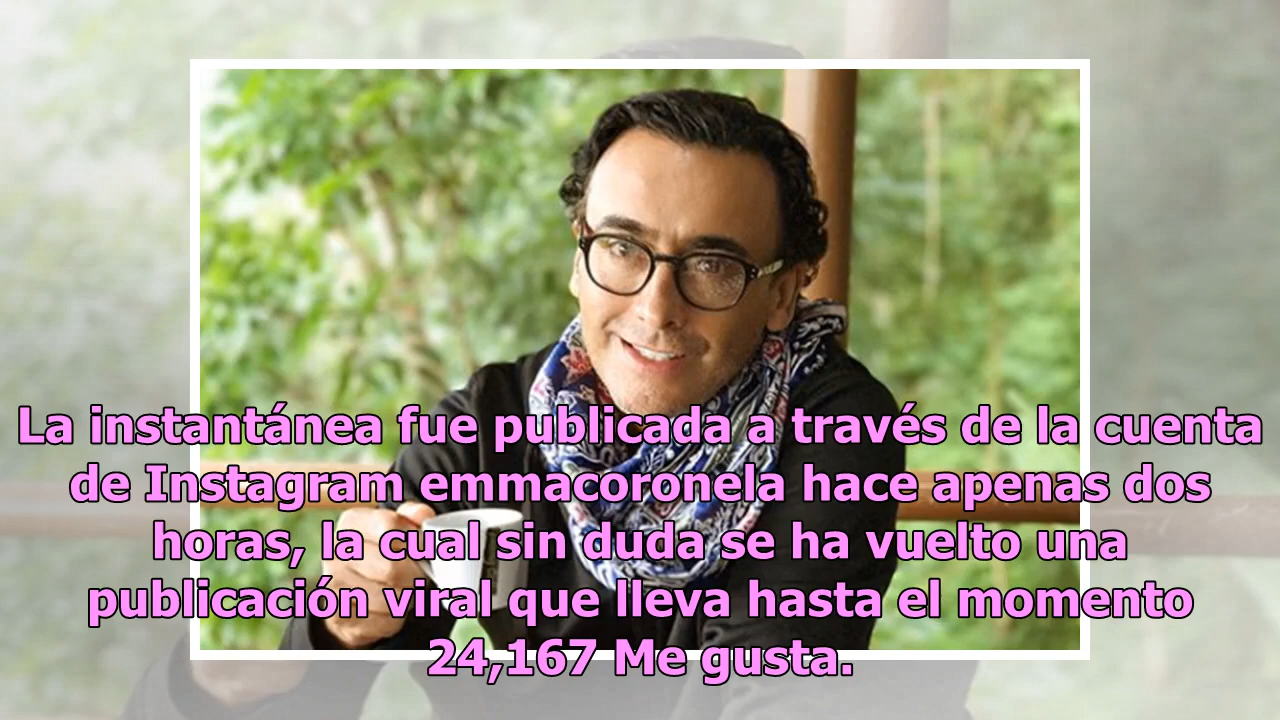 La instantánea fue publicada a través de la cuenta
de Instagram emmacoronela hace apenas dos
horas, la cual sin duda se ha vuelto una
publicación viral que lleva hasta el momento
24,167 Me gusta.